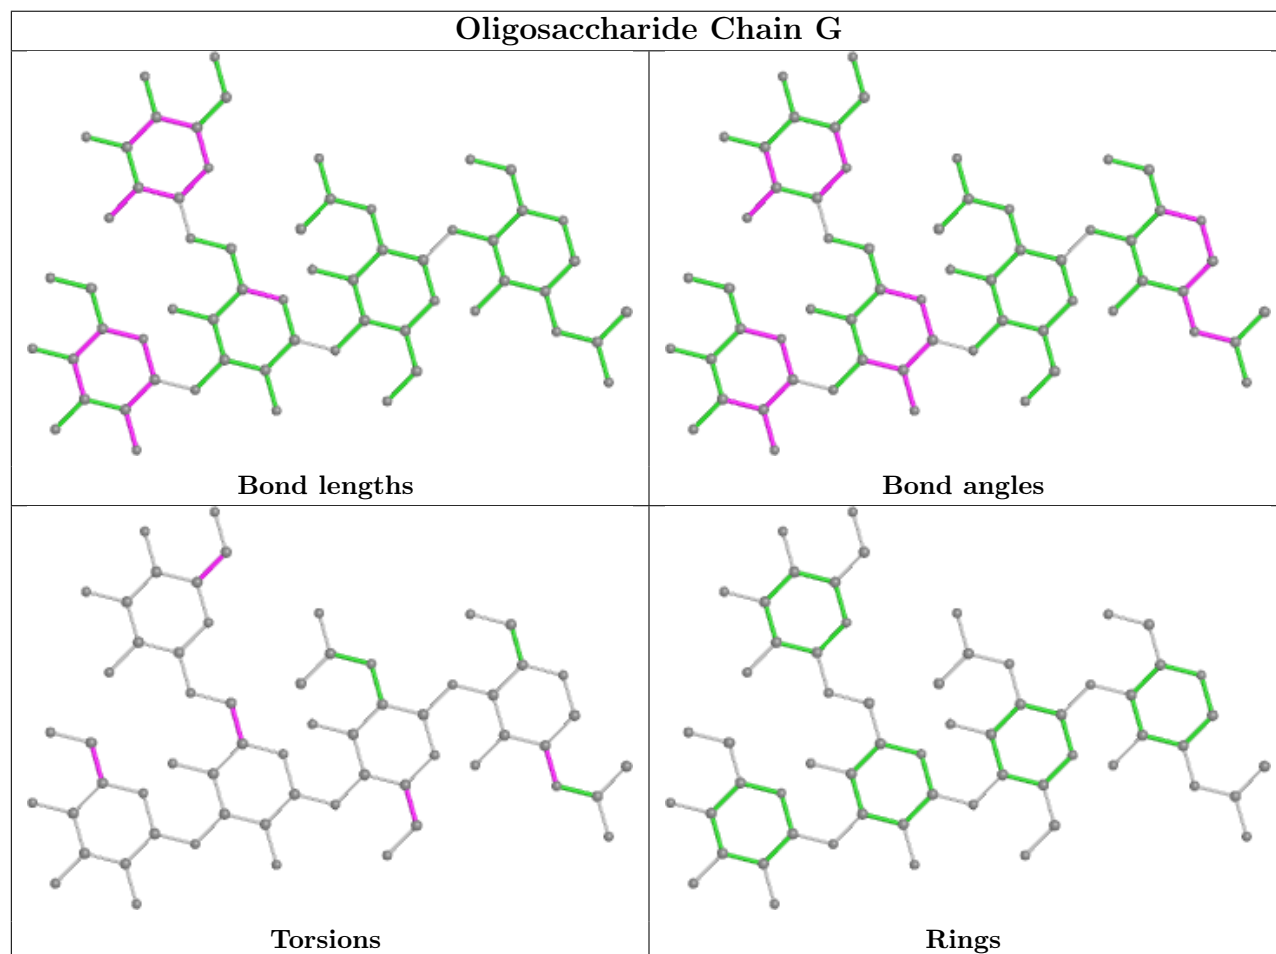 Oligosaccharide Chain G
Bond lengths
Bond angles
Torsions
Rings